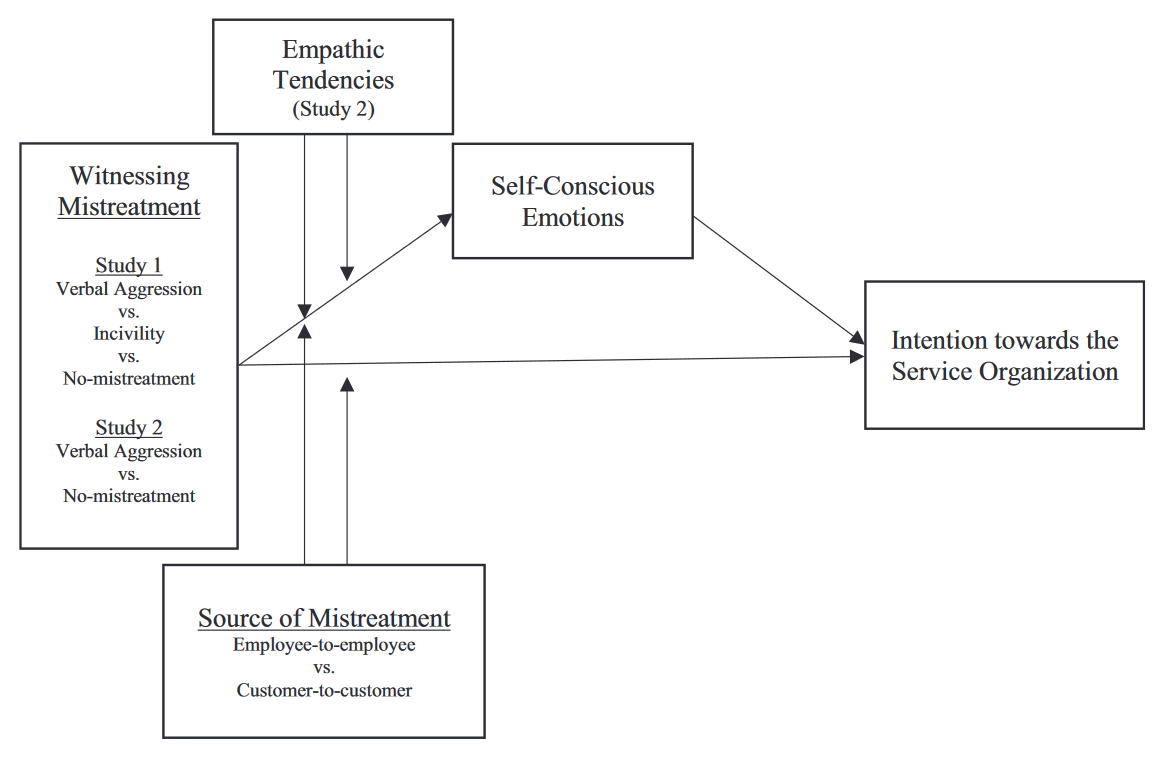 Empathic
Tendencies
(Study 2)
Witnessing
Mistreatment
Study 1
Verbal Aggression
vs.
Incivility
vs.
No-mistreatment
Study 2
Verbal Aggression
vs.
No-mistreatment
Self-Conscious
Emotions
Intention towards the
Service Organization
Source of Mistreatment
Employee-to-employee
vs.
Customer-to-customer